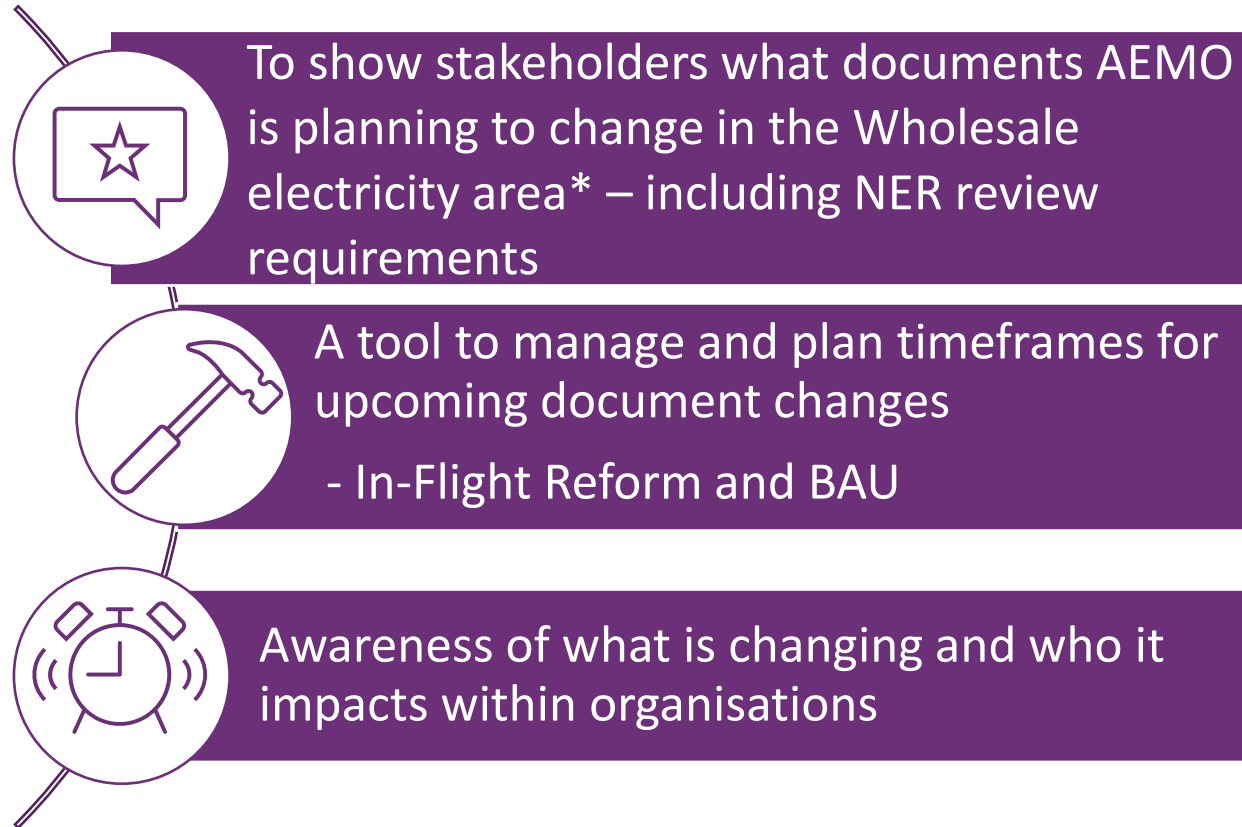 To show stakeholders what documents AEMO
is planning to change in the Wholesale
electricity area* – including NER review
requirements
A tool to manage and plan timeframes for
upcoming document changes
- In-Flight Reform and BAU
Awareness of what is changing and who it
impacts within organisations